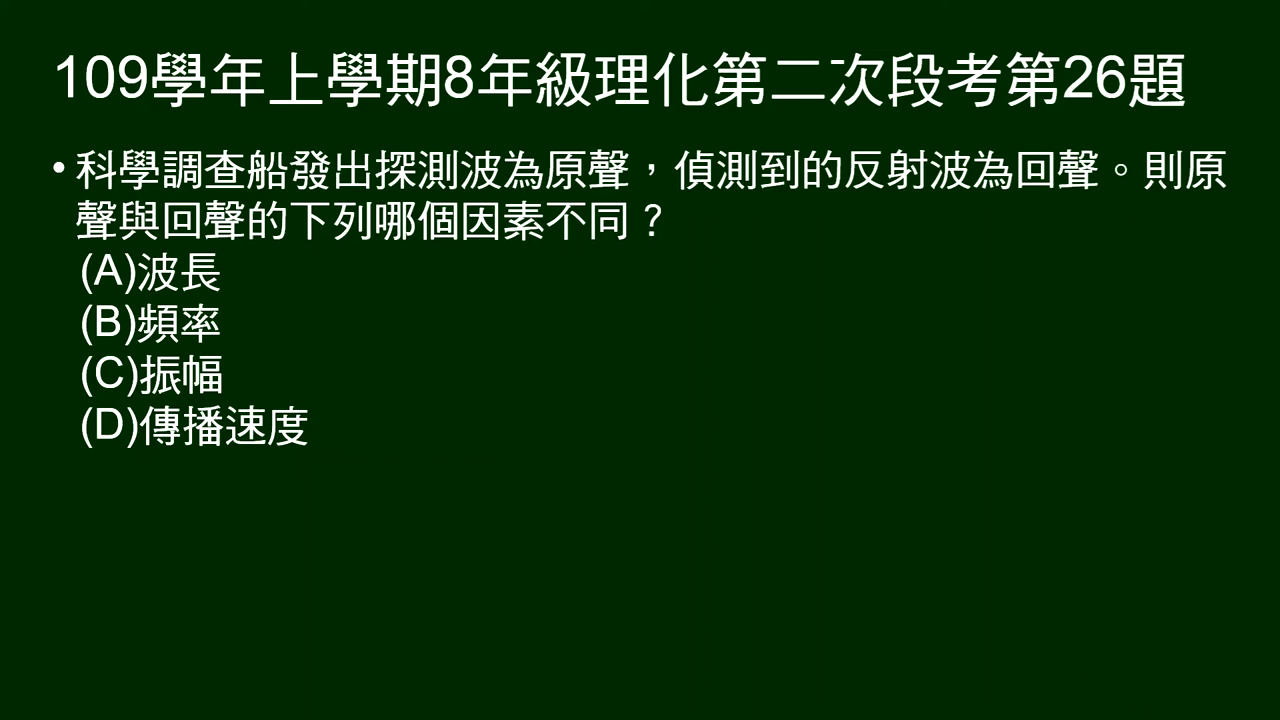 109學年上學期8年級理化第二次段考第26題
•科學調查船發出探測波為原聲，偵測到的反射波為回聲。則原
聲與回聲的下列哪個因素不同？
(A)波長
(B)頻率
(C)振幅
(D)傳播速度